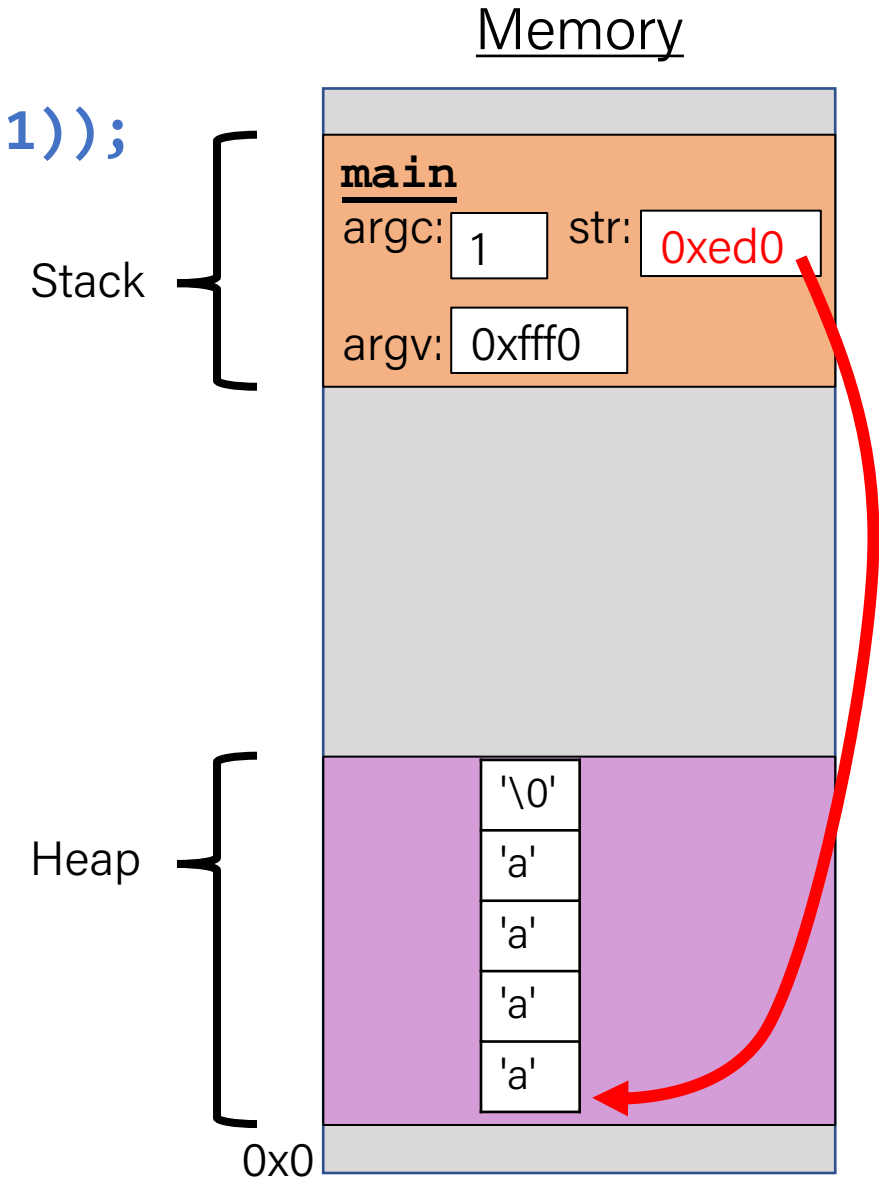 Memory
1));
main
argc: 1 str: 0xed0
Stack
argv: 0xfff0
'\0'
'a'
Heap
'a'
'a'
'a'
0x0